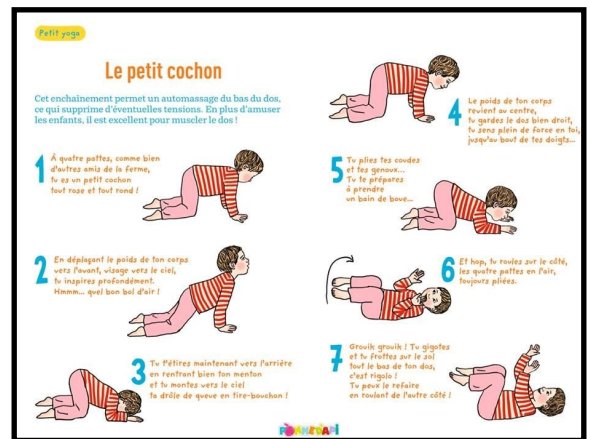 Petit yoga
Le petit cochon
Cet enchaînement permet un automassage du bas du dos,
ce qui supprime d'éventuelles tensions. En plus d'amuser
les enfants, il est excellent pour muscler le dos !
1
À quatre pattes, comme bien
d'autres amis de la ferme,
tu es un petit cochon
tout rose et tout rond !
2
En déplaçant le poids de ton corps
vers l'avant, visage vers le ciel,
tu inspires profondément.
Hmmm... quel bon bol d'air !
3
Tu t'étires maintenant vers l'arrière
en rentrant bien ton menton
et tu montes vers le ciel
ta drôle de queue en tire-bouchon !
4
Le poids de ton corps
revient au centre,
tu gardes le dos bien droit,
tu sens plein de force en toi,
jusqu'au bout de tes doigts...
5
Tu plies tes coudes
et tes genoux...
Tu te prépares
à prendre
un bain de boue...
6
Et hop, tu roules sur le côté,
les quatre pattes en l'air,
toujours pliées.
7
Grouik grouik ! Tu gigotes
et tu frottes sur le sol
tout le bas de ton dos,
c'est rigolo !
Tu peux le refaire
en roulant de l'autre côté !
POMME D'API